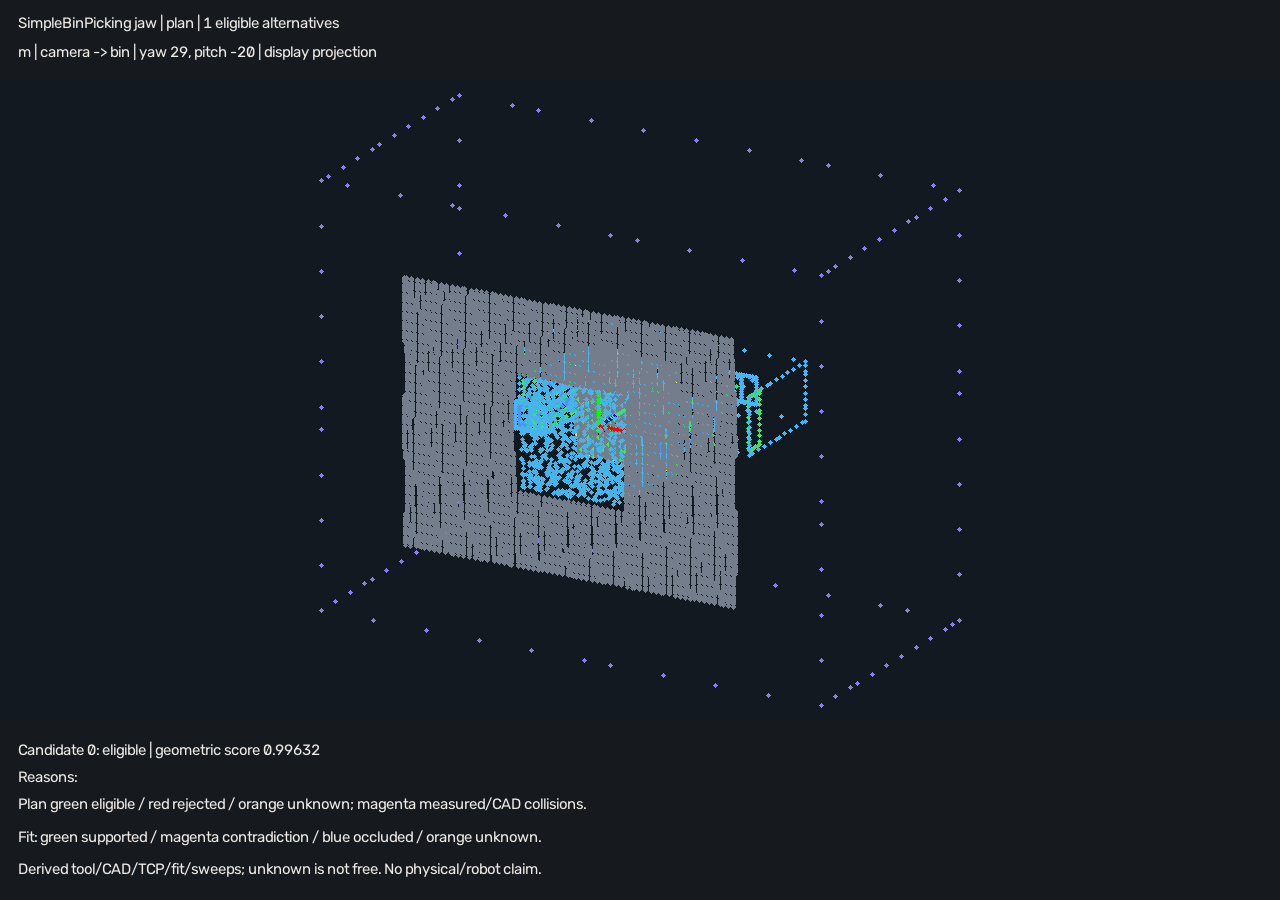 SimpleBinPicking jaw | plan | 1 eligible alternatives
m | camera -> bin | yaw 29, pitch -20 | display projection
Candidate 0: eligible | geometric score 0.99632
Reasons:
Plan green eligible / red rejected / orange unknown; magenta measured/CAD collisions.
Fit: green supported / magenta contradiction / blue occluded / orange unknown.
Derived tool/CAD/TCP/fit/sweeps; unknown is not free. No physical/robot claim.